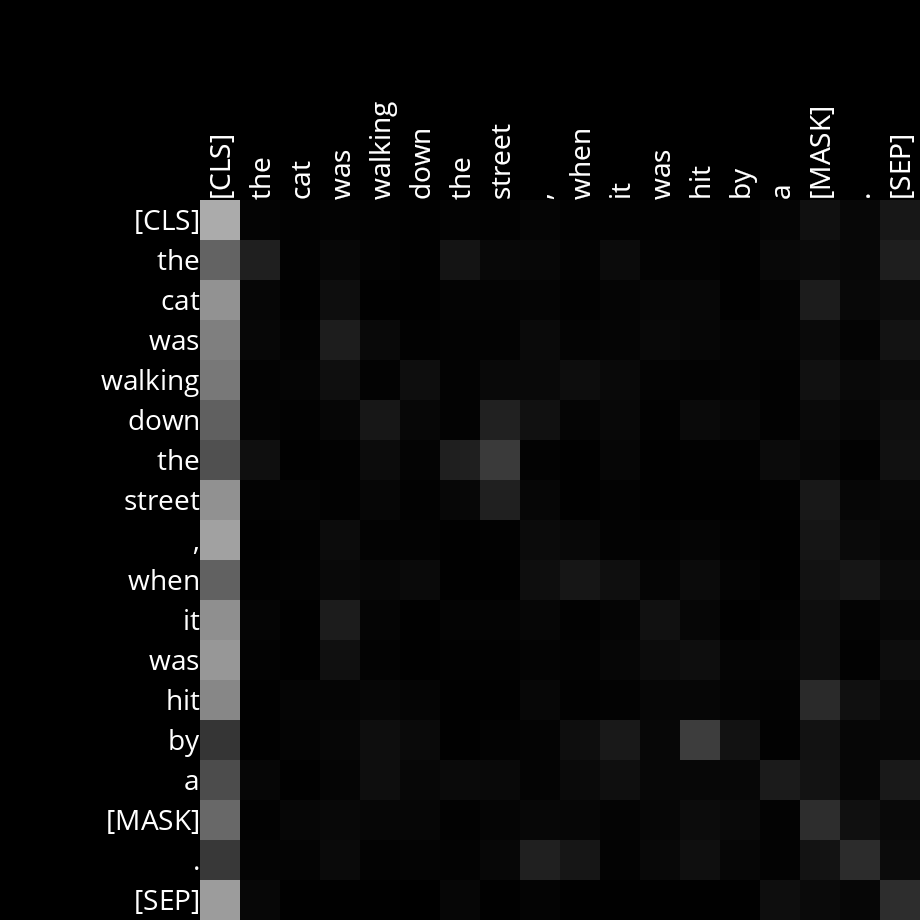 [CLS] the cat was walking down the street , when it was hit by a [MASK] . [SEP]
[CLS]
the
cat
was
walking
down
the
street
,
when
it
was
hit
by
a
[MASK]
.
[SEP]